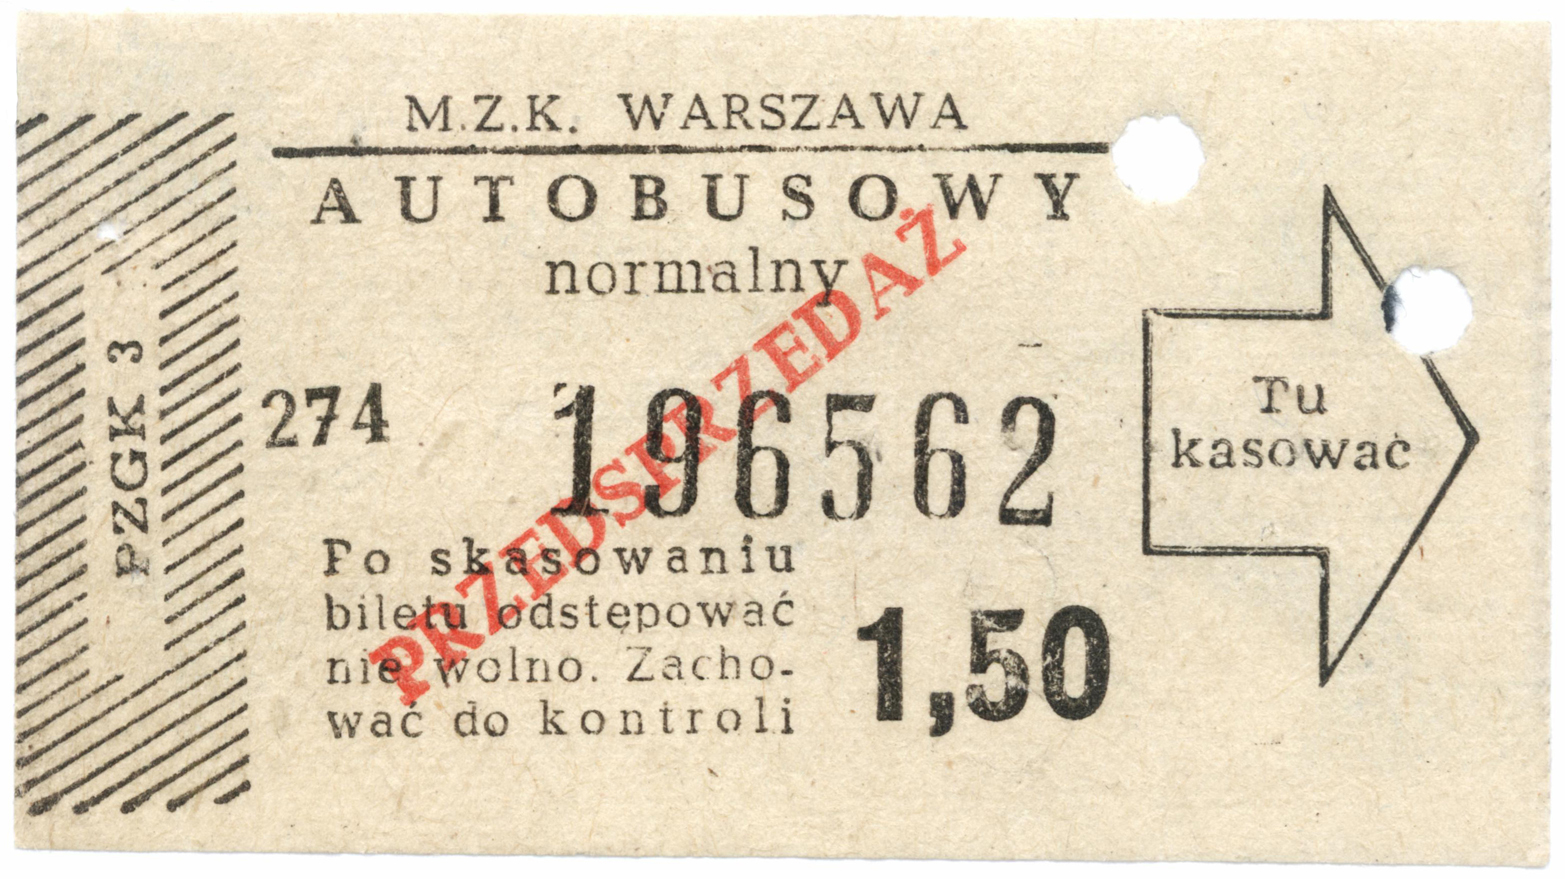 M.Z.K. WARSZAWA
AUTOBUSOWY
normalny
PRZEDSPRZEDAŻ
PZGK 3
274 196562
Tu
kasować
Po skasowaniu
biletu odstępować
nie wolno. Zacho-
wać do kontroli
1,50